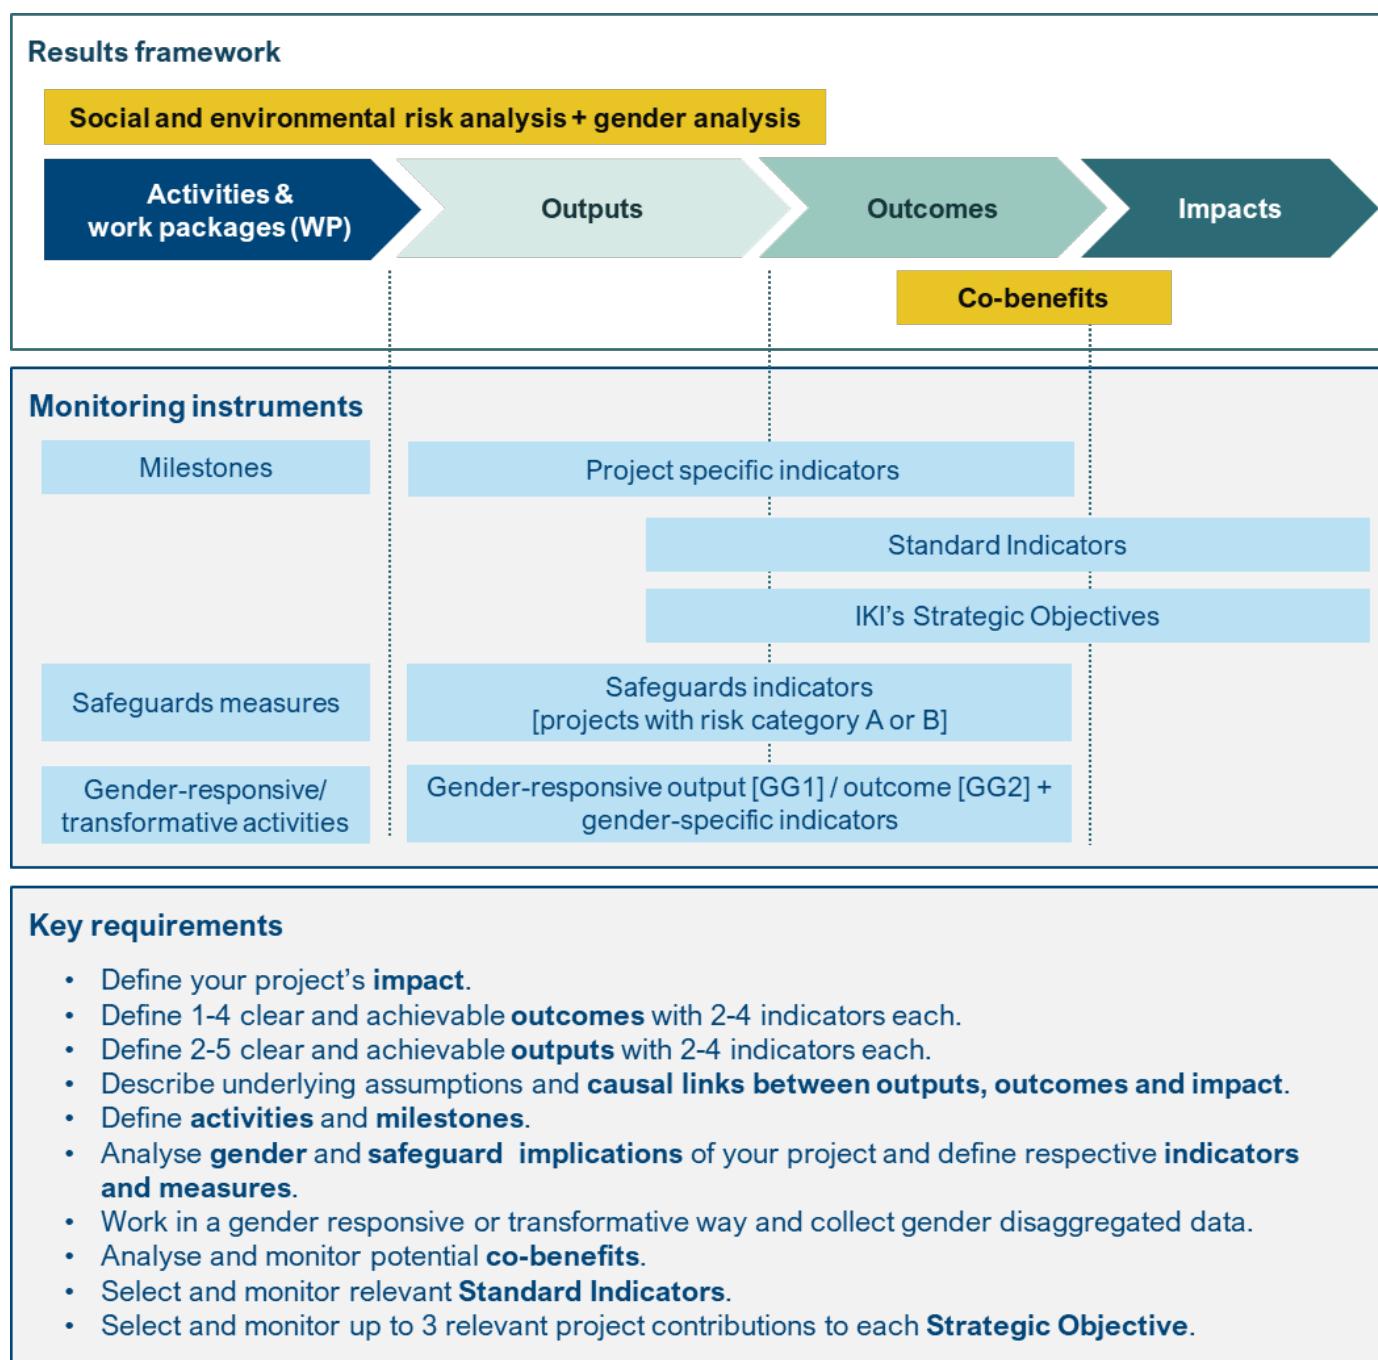 Results framework
Social and environmental risk analysis + gender analysis
Activities &
work packages (WP)
Outputs
Outcomes
Impacts
Co-benefits
Monitoring instruments
Milestones
Project specific indicators
Standard Indicators
IKI's Strategic Objectives
Safeguards measures
Safeguards indicators
[projects with risk category A or B]
Gender-responsive/
transformative activities
Gender-responsive output [GG1] / outcome [GG2] +
gender-specific indicators
Key requirements
• Define your project's impact.
• Define 1-4 clear and achievable outcomes with 2-4 indicators each.
• Define 2-5 clear and achievable outputs with 2-4 indicators each.
• Describe underlying assumptions and causal links between outputs, outcomes and impact.
• Define activities and milestones.
• Analyse gender and safeguard implications of your project and define respective indicators
and measures.
• Work in a gender responsive or transformative way and collect gender disaggregated data.
• Analyse and monitor potential co-benefits.
• Select and monitor relevant Standard Indicators.
• Select and monitor up to 3 relevant project contributions to each Strategic Objective.